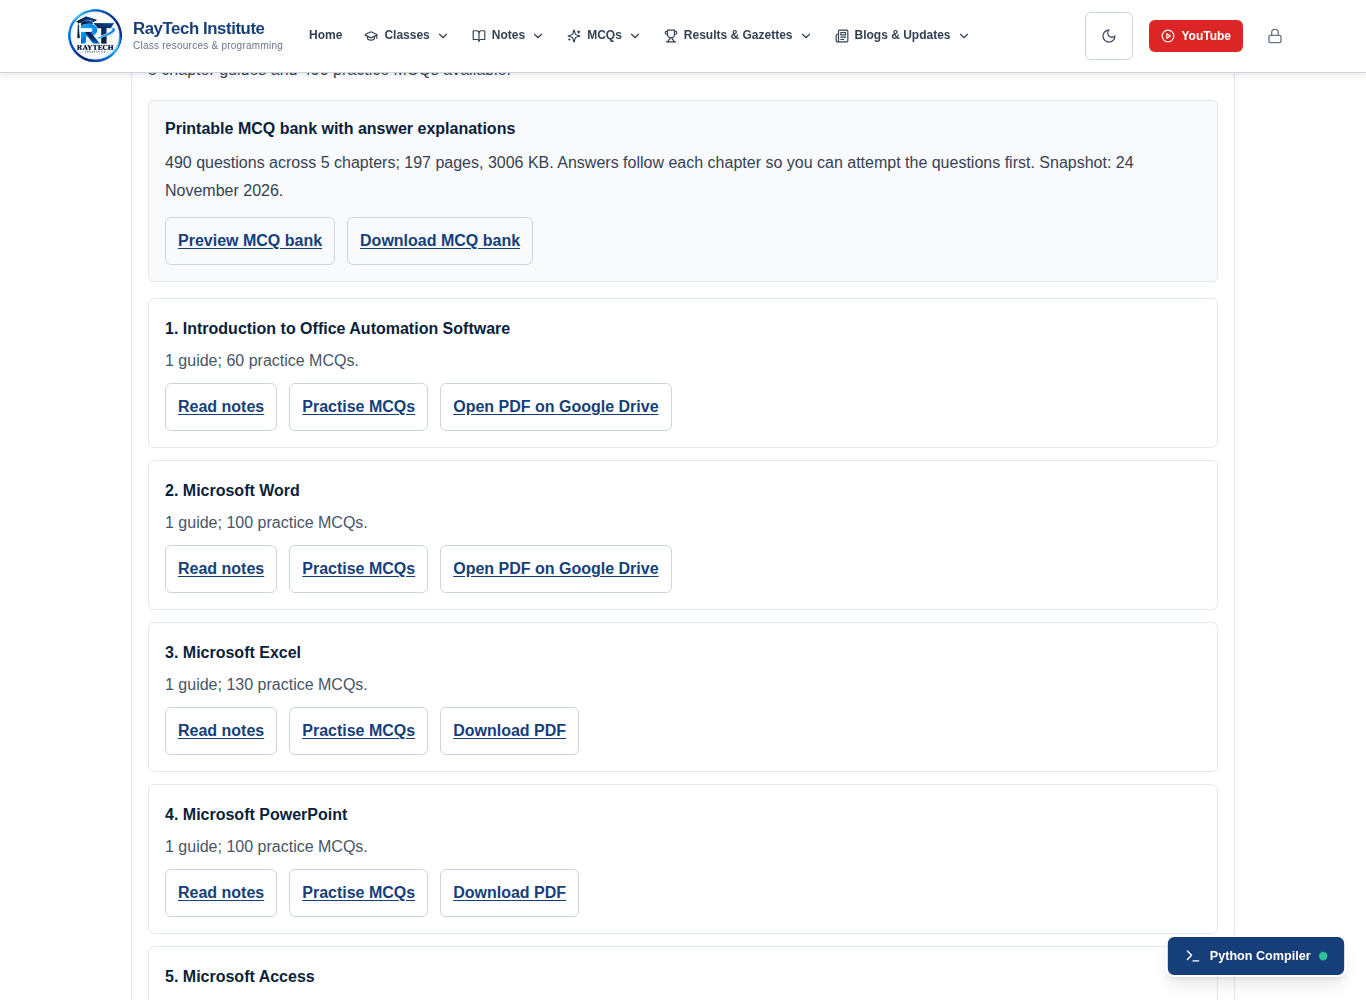 RAYTECH
RayTech Institute
Class resources & programming
Home
Classes
Notes
MCQs
Results & Gazettes
Blogs & Updates
YouTube
Printable MCQ bank with answer explanations
490 questions across 5 chapters; 197 pages, 3006 KB. Answers follow each chapter so you can attempt the questions first. Snapshot: 24
November 2026.
Preview MCQ bank
Download MCQ bank
1. Introduction to Office Automation Software
1 guide; 60 practice MCQs.
Read notes
Practise MCQs
Open PDF on Google Drive
2. Microsoft Word
1 guide; 100 practice MCQs.
Read notes
Practise MCQs
Open PDF on Google Drive
3. Microsoft Excel
1 guide; 130 practice MCQs.
Read notes
Practise MCQs
Download PDF
4. Microsoft PowerPoint
1 guide; 100 practice MCQs.
Read notes
Practise MCQs
Download PDF
5. Microsoft Access
Python Compiler